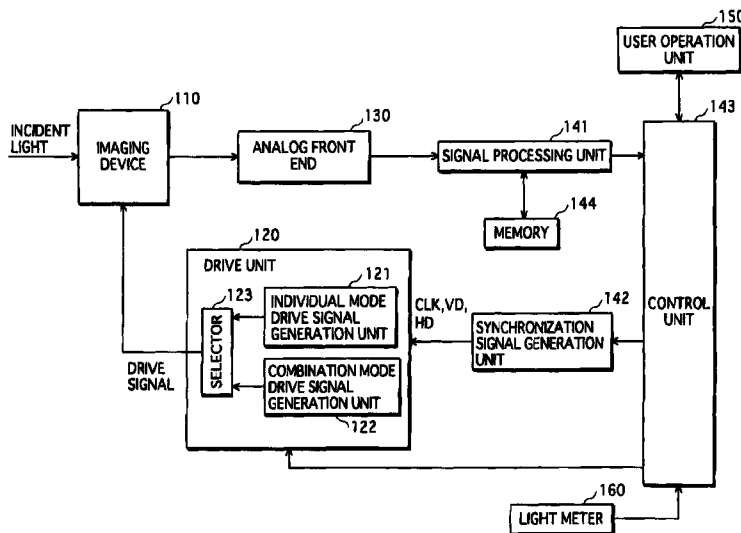 150
USER OPERATION
UNIT
110
130
141
143
INCIDENT
LIGHT
IMAGING
DEVICE
ANALOG FRONT
END
SIGNAL PROCESSING UNIT
144
MEMORY
120
DRIVE UNIT
121
123
INDIVIDUAL MODE
DRIVE SIGNAL
GENERATION UNIT
CLK,VD,
HD
142
SYNCHRONIZATION
SIGNAL GENERATION
UNIT
CONTROL
UNIT
SELECTOR
DRIVE
SIGNAL
COMBINATION MODE
DRIVE SIGNAL
GENERATION UNIT
122
160
LIGHT METER